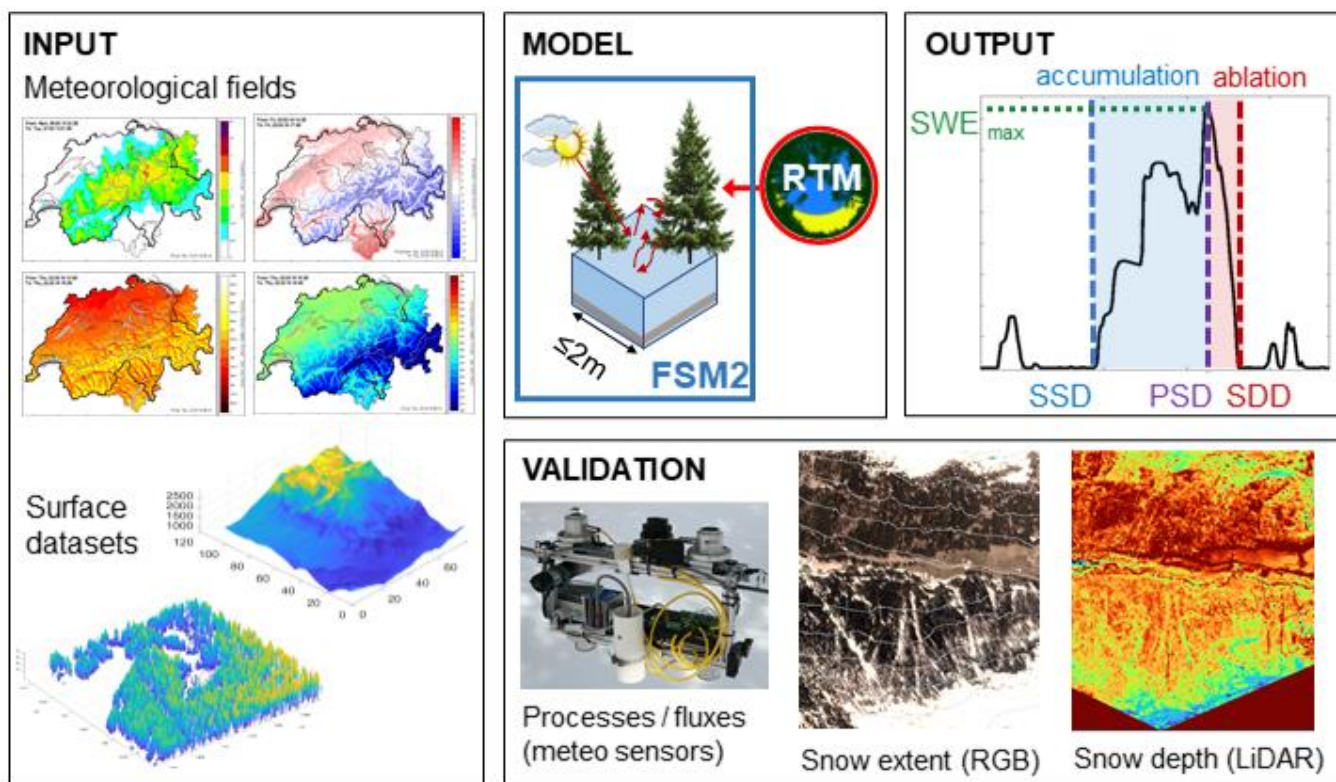 INPUT
Meteorological fields
Surface
datasets
2500
2000
1500
1000
120
100
80
60
40
20
0
0
20
40
60
MODEL
RTM
≤2m
FSM2
OUTPUT
accumulation ablation
SWE max
SSD PSD SDD
VALIDATION
Processes / fluxes
(meteo sensors)
Snow extent (RGB)
Snow depth (LiDAR)